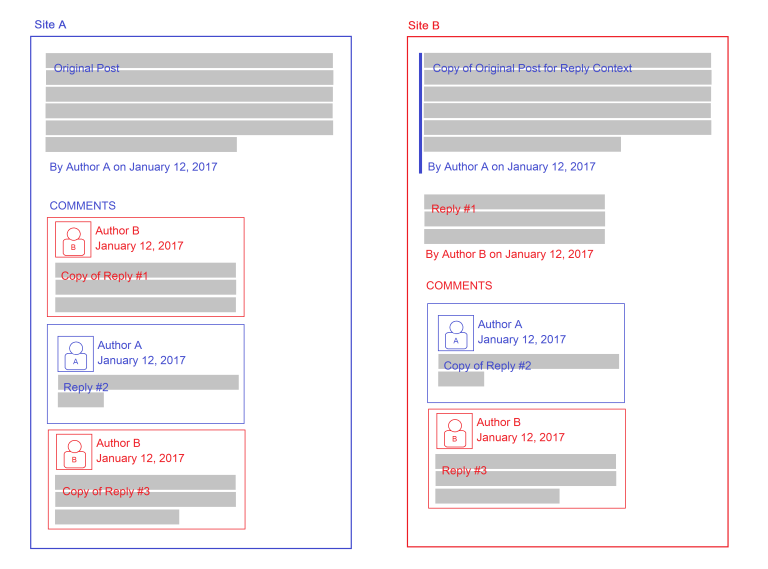 Site A
Original Post
By Author A on January 12, 2017
COMMENTS
Author B
January 12, 2017
B
Copy of Reply #1
Author A
January 12, 2017
A
Reply #2
Author B
January 12, 2017
B
Copy of Reply #3
Site B
Copy of Original Post for Reply Context
By Author A on January 12, 2017
Reply #1
By Author B on January 12, 2017
COMMENTS
Author A
January 12, 2017
A
Copy of Reply #2
Author B
January 12, 2017
B
Reply #3